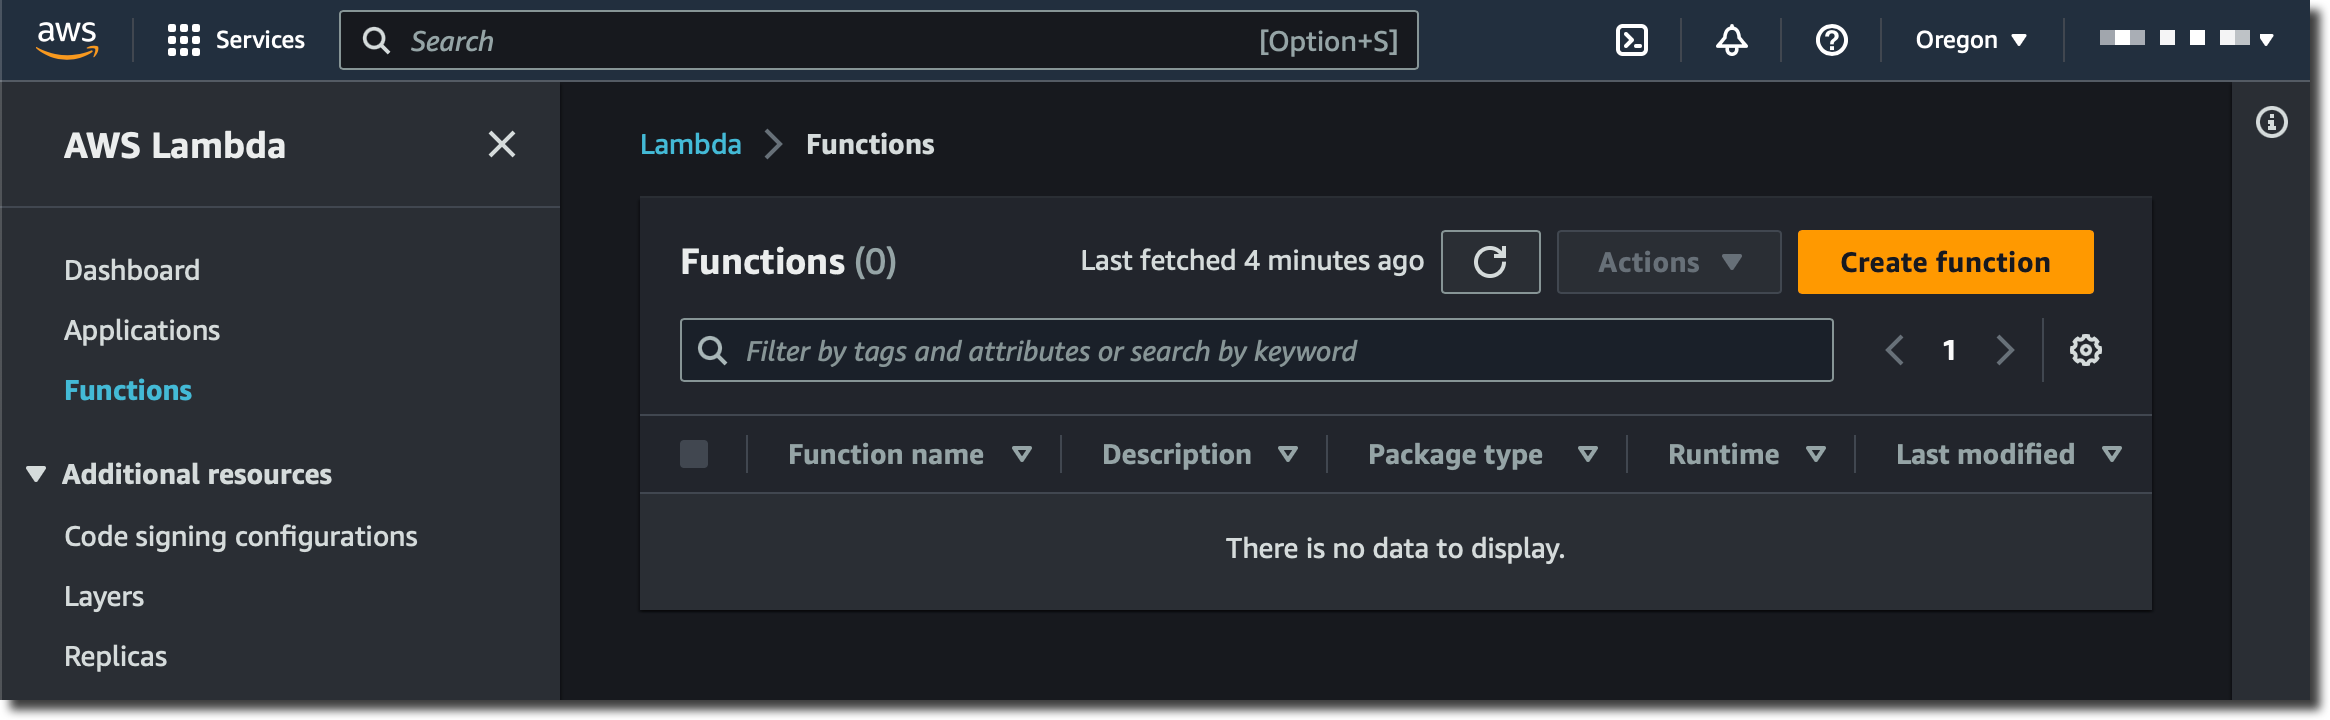 aws Services Search [Option+S] Oregon
AWS Lambda
Lambda Functions
Functions (0) Last fetched 4 minutes ago Actions Create function
Dashboard
Applications
Filter by tags and attributes or search by keyword 1
Functions
Additional resources
Function name Description Package type Runtime Last modified
Code signing configurations
There is no data to display.
Layers
Replicas